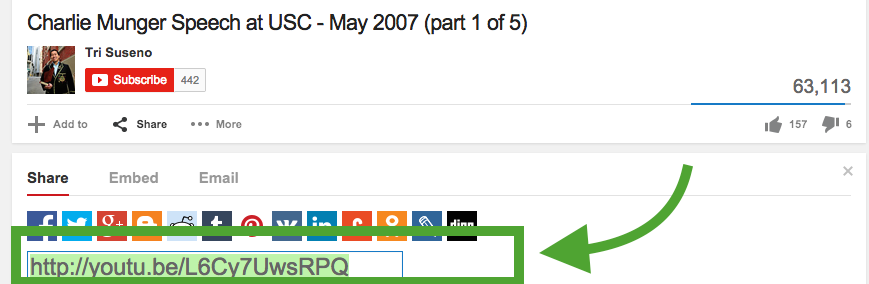 Charlie Munger Speech at USC - May 2007 (part 1 of 5)
Tri Suseno
Subscribe 442
63,113
Add to Share More 157 6
Share Embed Email
f g+ t in digg
http://youtu.be/L6Cy7UwsRPQ